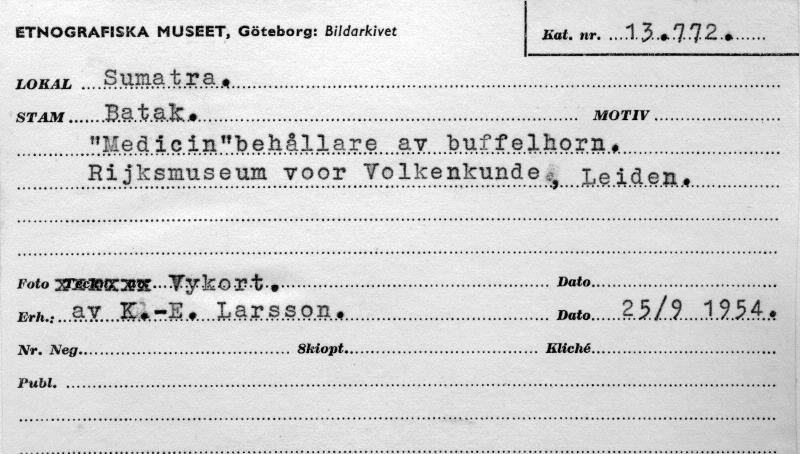 ETNOGRAFISKA MUSEET, Göteborg: Bildarkivet
Kat. nr. 13.772.
LOKAL Sumatra.
STAM Batak. MOTIV
"Medicin"behållare av buffelhorn.
Rijksmuseum voor Volkenkunde, Leiden.
Foto Vykort. Dato
Erh.: av K.-E. Larsson. Dato 25/9 1954.
Nr. Neg. Skiopt. Kliché
Publ.